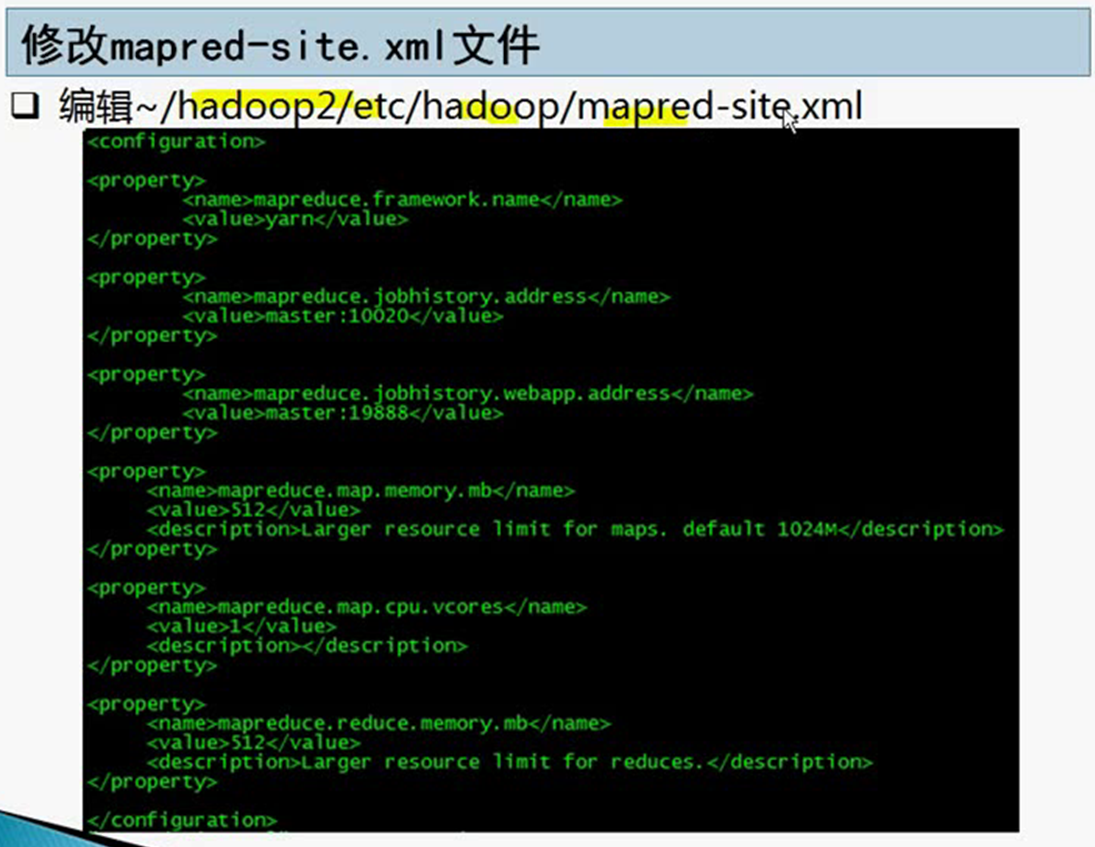 修改mapred-site.xml文件
编辑~/hadoop2/etc/hadoop/mapred-site.xml
<configuration>
<property>
<name>mapreduce.framework.name</name>
<value>yarn</value>
</property>
<property>
<name>mapreduce.jobhistory.address</name>
<value>master:10020</value>
</property>
<property>
<name>mapreduce.jobhistory.webapp.address</name>
<value>master:19888</value>
</property>
<property>
<name>mapreduce.map.memory.mb</name>
<value>512</value>
<description>Larger resource limit for maps. default 1024M</description>
</property>
<property>
<name>mapreduce.map.cpu.vcores</name>
<value>1</value>
<description></description>
</property>
<property>
<name>mapreduce.reduce.memory.mb</name>
<value>512</value>
<description>Larger resource limit for reduces.</description>
</property>
</configuration>